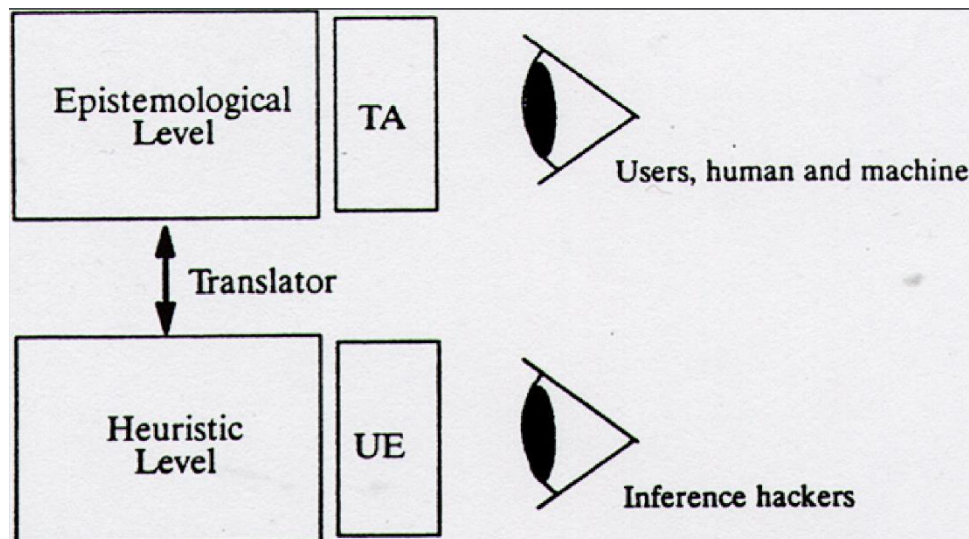 Epistemological
Level
TA
Users, human and machine
Translator
Heuristic
Level
UE
Inference hackers